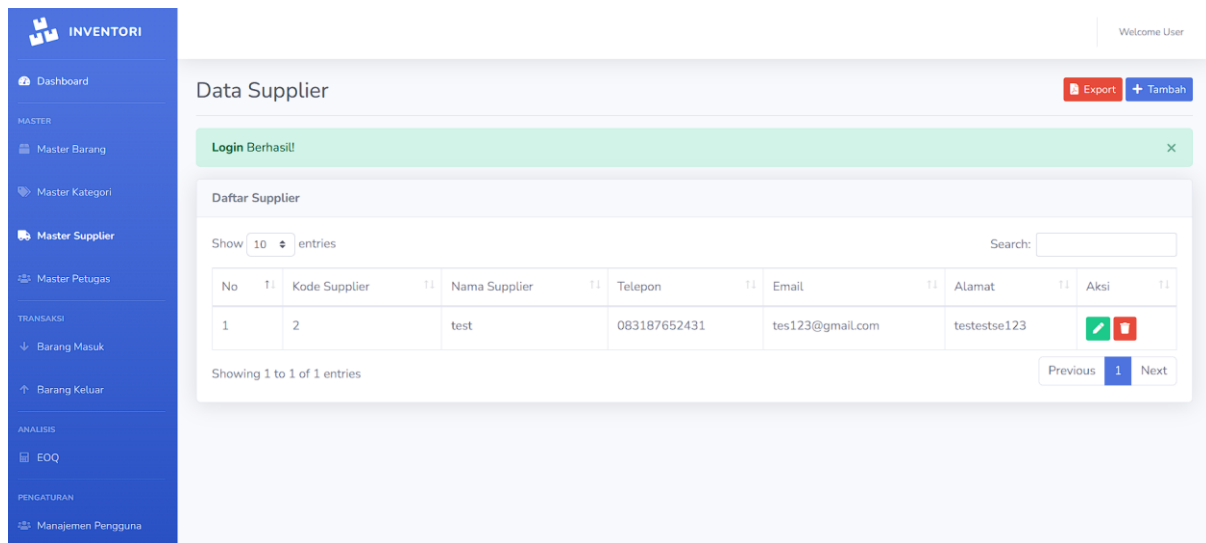 INVENTORI
Welcome User
Dashboard
MASTER
Master Barang
Master Kategori
Master Supplier
Master Petugas
TRANSAKSI
Barang Masuk
Barang Keluar
ANALISIS
EOQ
PENGATURAN
Manajemen Pengguna
Data Supplier
Export
+ Tambah
Login Berhasil! ×
Daftar Supplier
Show 10 entries
Search:
No Kode Supplier Nama Supplier Telepon Email Alamat Aksi
1 2 test 083187652431 tes123@gmail.com testestse123
Showing 1 to 1 of 1 entries
Previous 1 Next